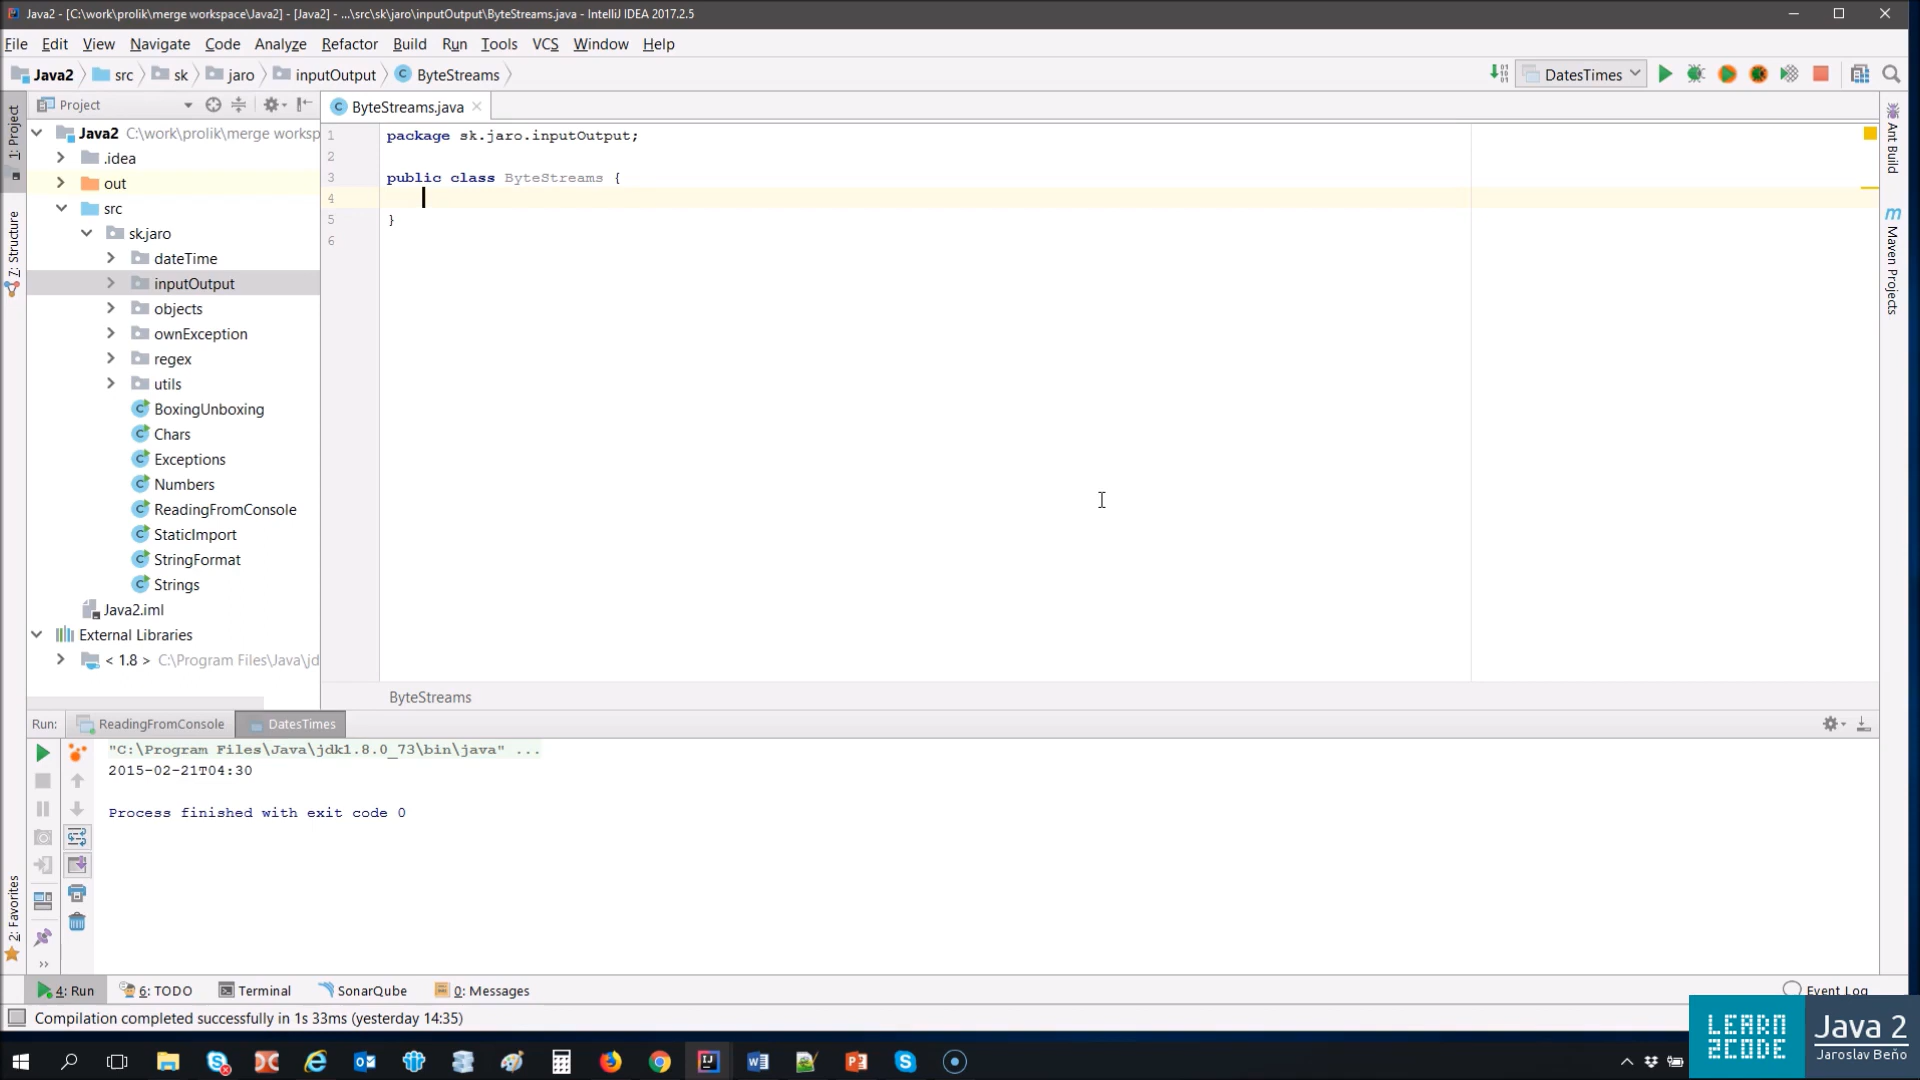 Java2 - [C:\work\prolik\merge workspace\Java2] - [Java2] - ...\src\sk\jaro\inputOutput\ByteStreams.java - IntelliJ IDEA 2017.2.5
File Edit View Navigate Code Analyze Refactor Build Run Tools VCS Window Help
Java2 src sk jaro inputOutput ByteStreams
DatesTimes
Project
ByteStreams.java
1: Project
7: Structure
2: Favorites
Java2 C:\work\prolik\merge worksp
.idea
out
src
sk.jaro
dateTime
inputOutput
objects
ownException
regex
utils
BoxingUnboxing
Chars
Exceptions
Numbers
ReadingFromConsole
StaticImport
StringFormat
Strings
Java2.iml
External Libraries
< 1.8 > C:\Program Files\Java\jd
1 package sk.jaro.inputOutput;
2
3 public class ByteStreams {
4
5 }
6
Ant Build
Maven Projects
ByteStreams
Run: ReadingFromConsole DatesTimes
"C:\Program Files\Java\jdk1.8.0_73\bin\java" ...
2015-02-21T04:30
Process finished with exit code 0
4: Run 6: TODO Terminal SonarQube 0: Messages Event Log
Compilation completed successfully in 1s 33ms (yesterday 14:35)
LEARN
2CODE
Java 2
Jaroslav Beňo